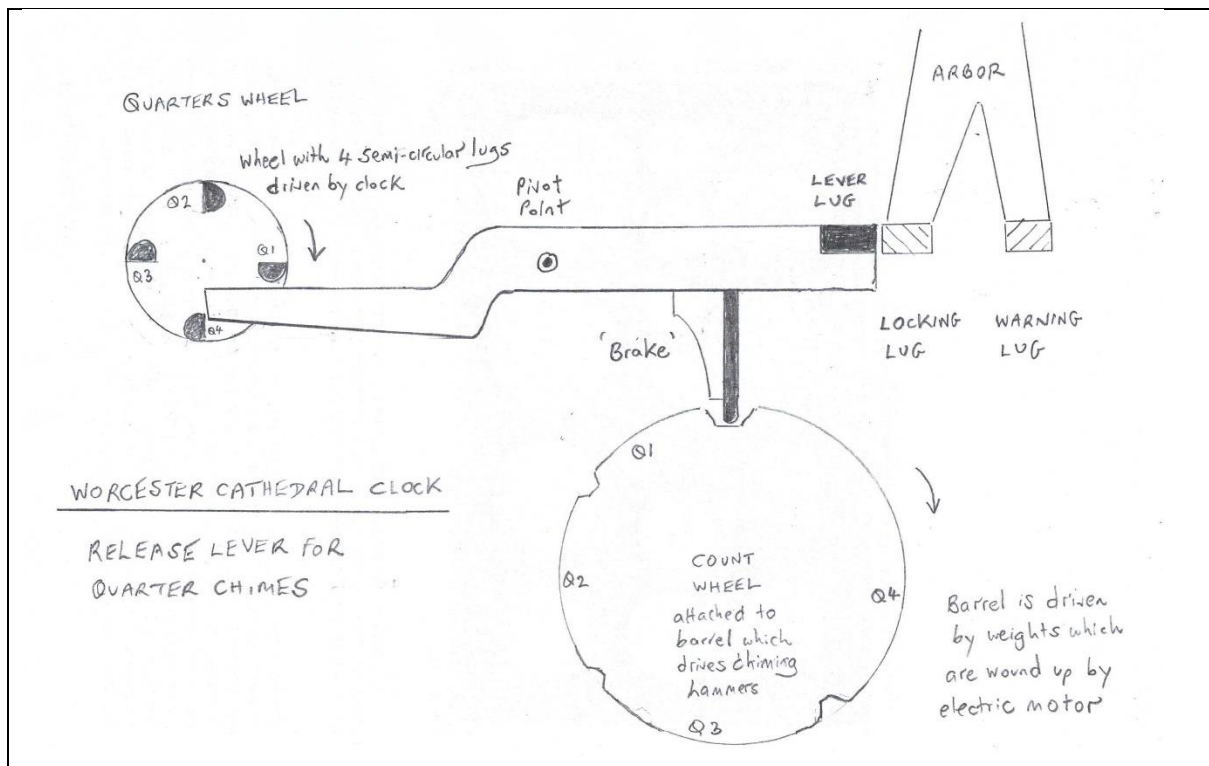 QUARTERS WHEEL
Wheel with 4 semi-circular lugs
driven by clock
Q2
Q1
Q3
Q4
Pivot
Point
LEVER
LUG
ARBOR
LOCKING
LUG
WARNING
LUG
'Brake'
WORCESTER CATHEDRAL CLOCK
RELEASE LEVER FOR
QUARTER CHIMES
Q1
Q2
Q3
Q4
COUNT
WHEEL
attached to
barrel which
drives chiming
hammers
Barrel is driven
by weights which
are wound up by
electric motor